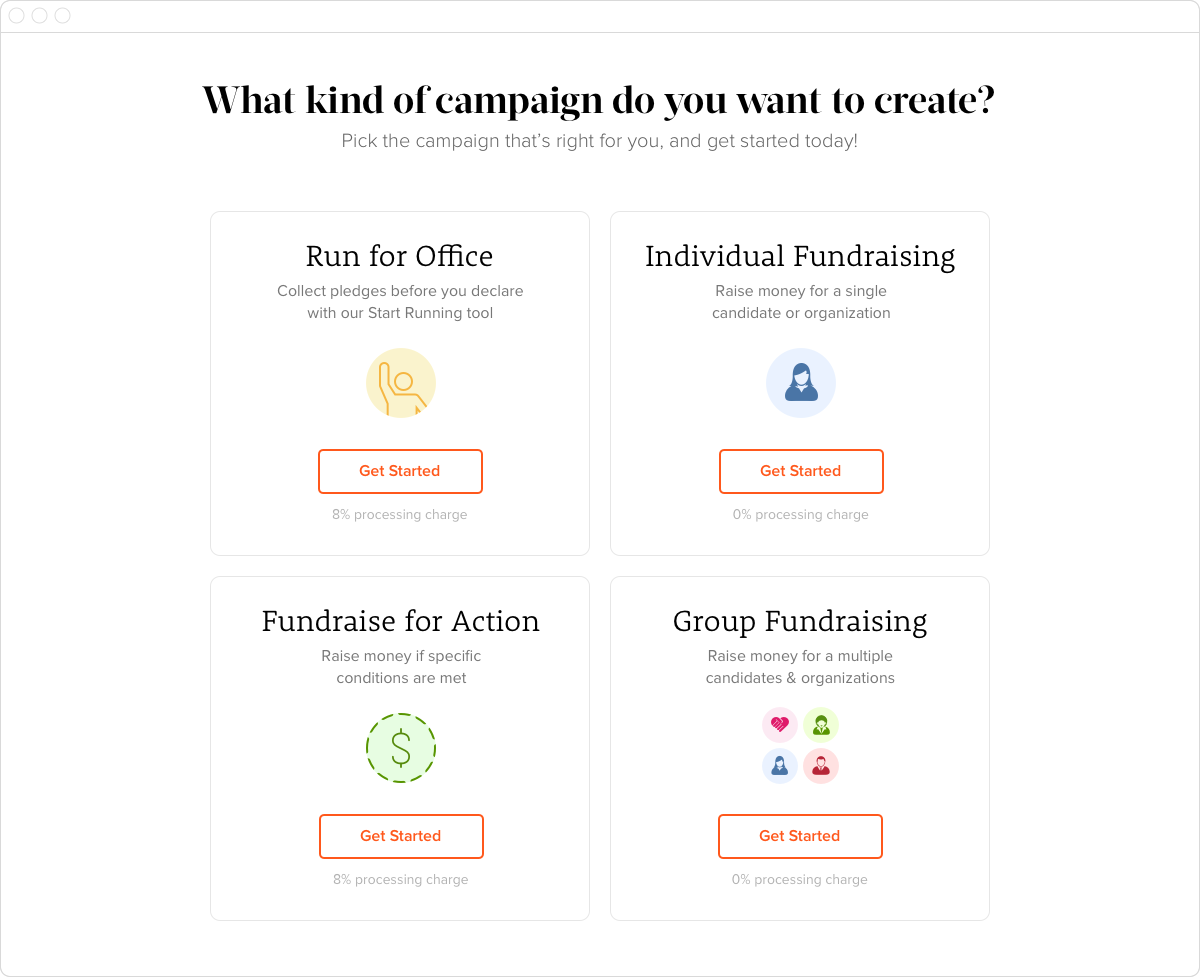 What kind of campaign do you want to create?
Pick the campaign that’s right for you, and get started today!
Run for Office
Collect pledges before you declare
with our Start Running tool
Get Started
8% processing charge
Individual Fundraising
Raise money for a single
candidate or organization
Get Started
0% processing charge
Fundraise for Action
Raise money if specific
conditions are met
$
Get Started
8% processing charge
Group Fundraising
Raise money for a multiple
candidates & organizations
Get Started
0% processing charge